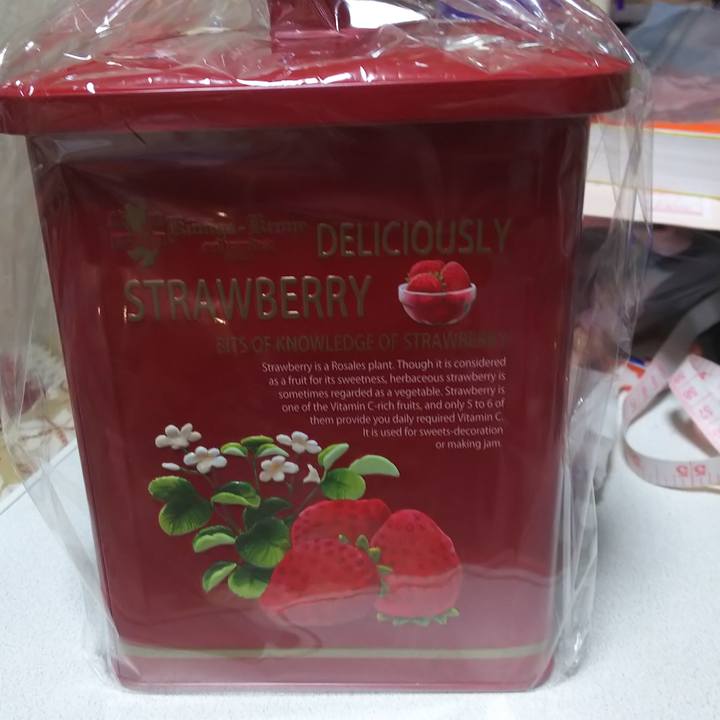 DELICIOUSLY
STRAWBERRY
BITS OF KNOWLEDGE OF STRAWBERRY
Strawberry is a Rosales plant. Though it is considered
as a fruit for its sweetness, herbaceous strawberry is
sometimes regarded as a vegetable. Strawberry is
one of the Vitamin C-rich fruits, and only 5 to 6 of
them provide you daily required Vitamin C.
It is used for sweets-decoration
or making jam.